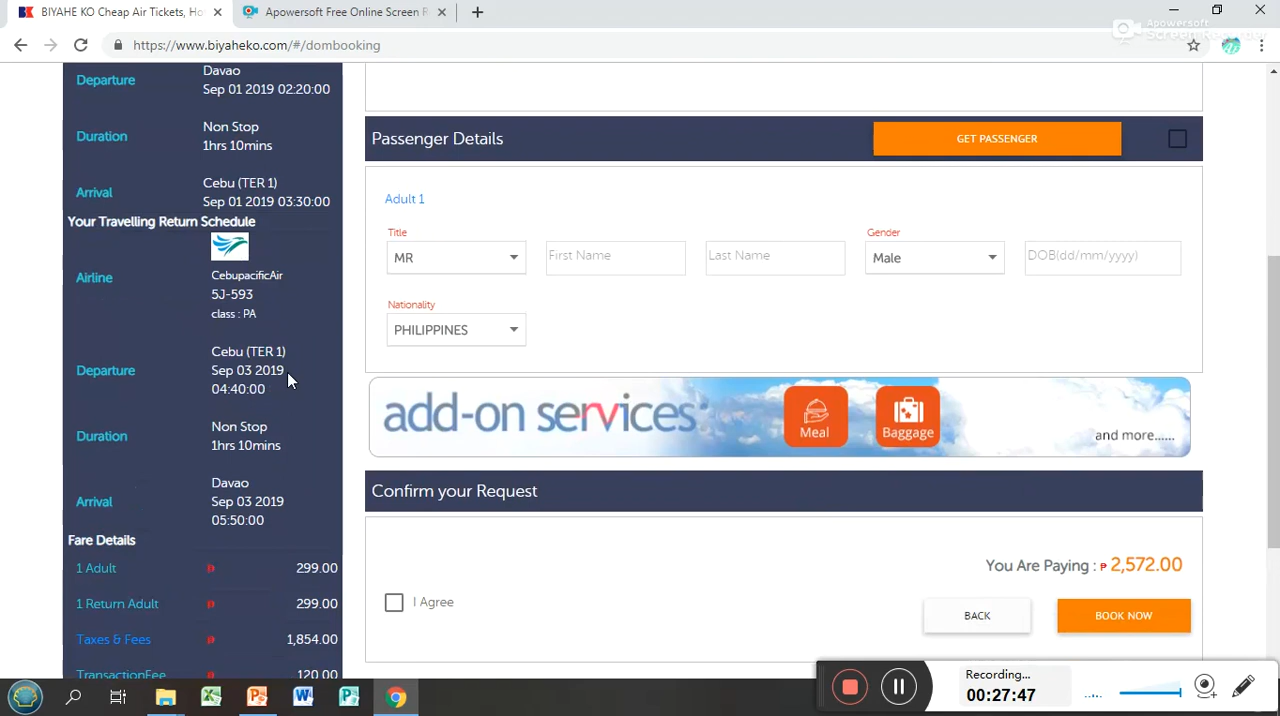 BIYAHE KO Cheap Air Tickets, Ho
Apowersoft Free Online Screen R
Apowersoft
Screen Recorder
https://www.biyaheko.com/#/dombooking
Departure
Davao
Sep 01 2019 02:20:00
Duration
Non Stop
1hrs 10mins
Arrival
Cebu (TER 1)
Sep 01 2019 03:30:00
Your Travelling Return Schedule
Airline
CebupacificAir
5J-593
class : PA
Departure
Cebu (TER 1)
Sep 03 2019
04:40:00
Duration
Non Stop
1hrs 10mins
Arrival
Davao
Sep 03 2019
05:50:00
Fare Details
1 Adult ₱ 299.00
1 Return Adult ₱ 299.00
Taxes & Fees ₱ 1,854.00
TransactionFee 120.00
Passenger Details
GET PASSENGER
Adult 1
Title
MR
First Name
Last Name
Gender
Male
DOB(dd/mm/yyyy)
Nationality
PHILIPPINES
add-on services
Meal
Baggage
and more......
Confirm your Request
You Are Paying : ₱ 2,572.00
I Agree
BACK
BOOK NOW
Recording...
00:27:47